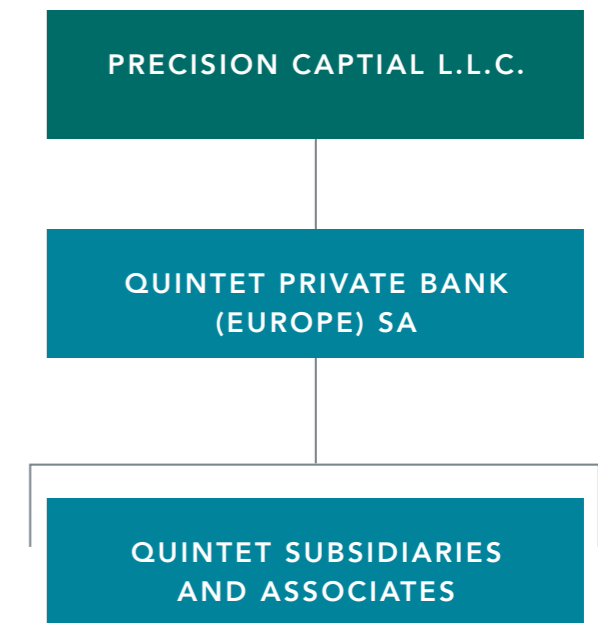 PRECISION CAPTIAL L.L.C.
QUINTET PRIVATE BANK
(EUROPE) SA
QUINTET SUBSIDIARIES
AND ASSOCIATES